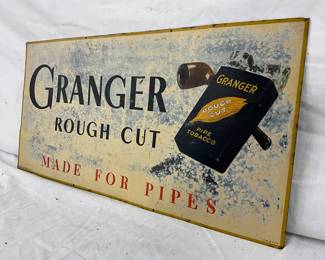 GRANGER
ROUGH CUT
MADE FOR PIPES
GRANGER
ROUGH
CUT
PIPE
TOBACCO